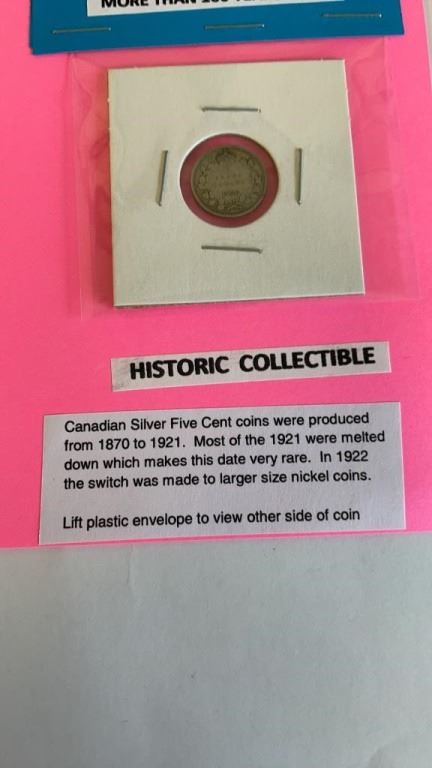 MORE THAN
HISTORIC COLLECTIBLE
Canadian Silver Five Cent coins were produced
from 1870 to 1921. Most of the 1921 were melted
down which makes this date very rare. In 1922
the switch was made to larger size nickel coins.
Lift plastic envelope to view other side of coin